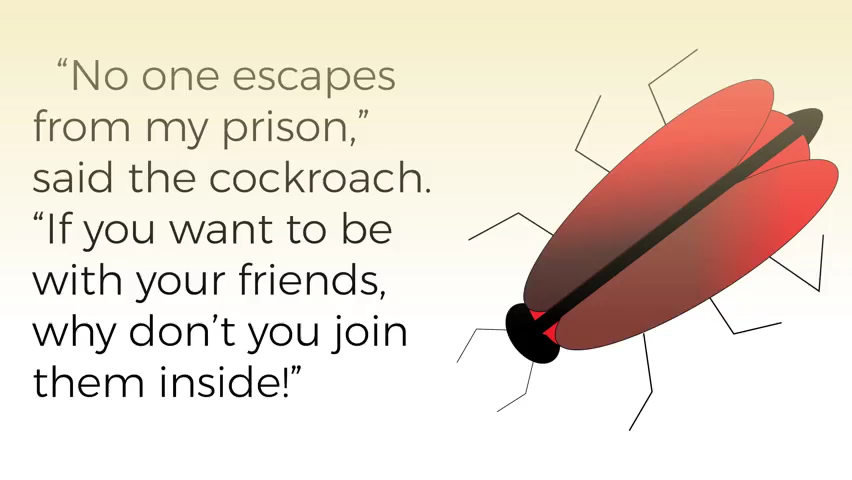 “No one escapes
from my prison,”
said the cockroach.
“If you want to be
with your friends,
why don’t you join
them inside!”